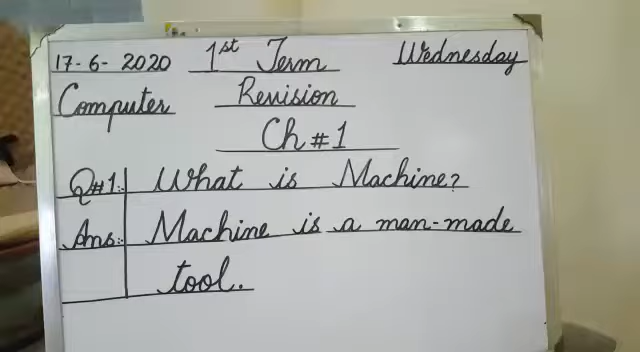 17-6-2020 1st Term Wednesday
Computer Revision
Ch #1
Q#1:- What is Machine?
Ans:- Machine is a man-made
tool.